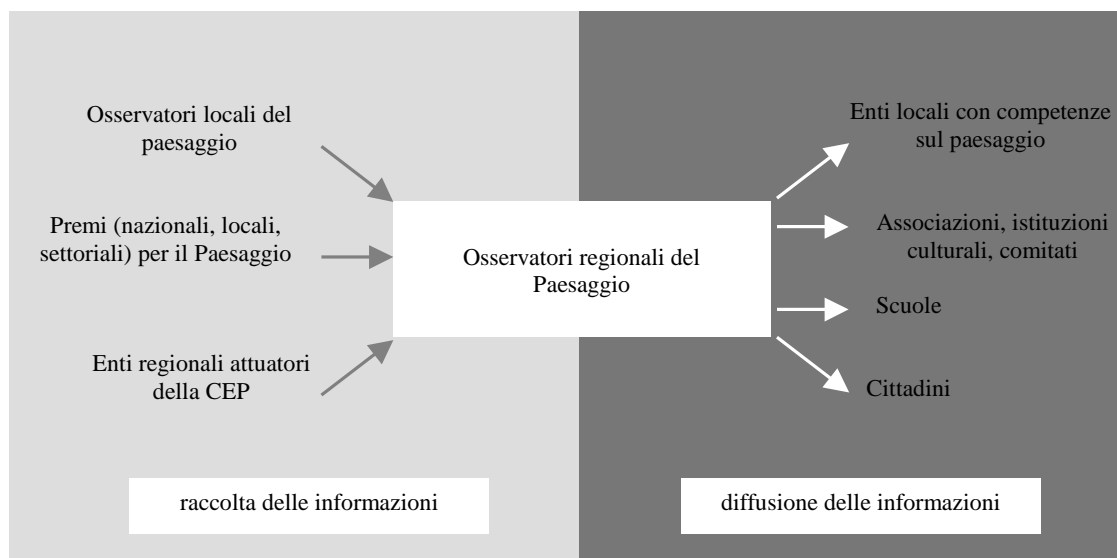 Osservatori locali del
paesaggio
Premi (nazionali, locali,
settoriali) per il Paesaggio
Enti regionali attuatori
della CEP
Osservatori regionali del
Paesaggio
Enti locali con competenze
sul paesaggio
Associazioni, istituzioni
culturali, comitati
Scuole
Cittadini
raccolta delle informazioni
diffusione delle informazioni